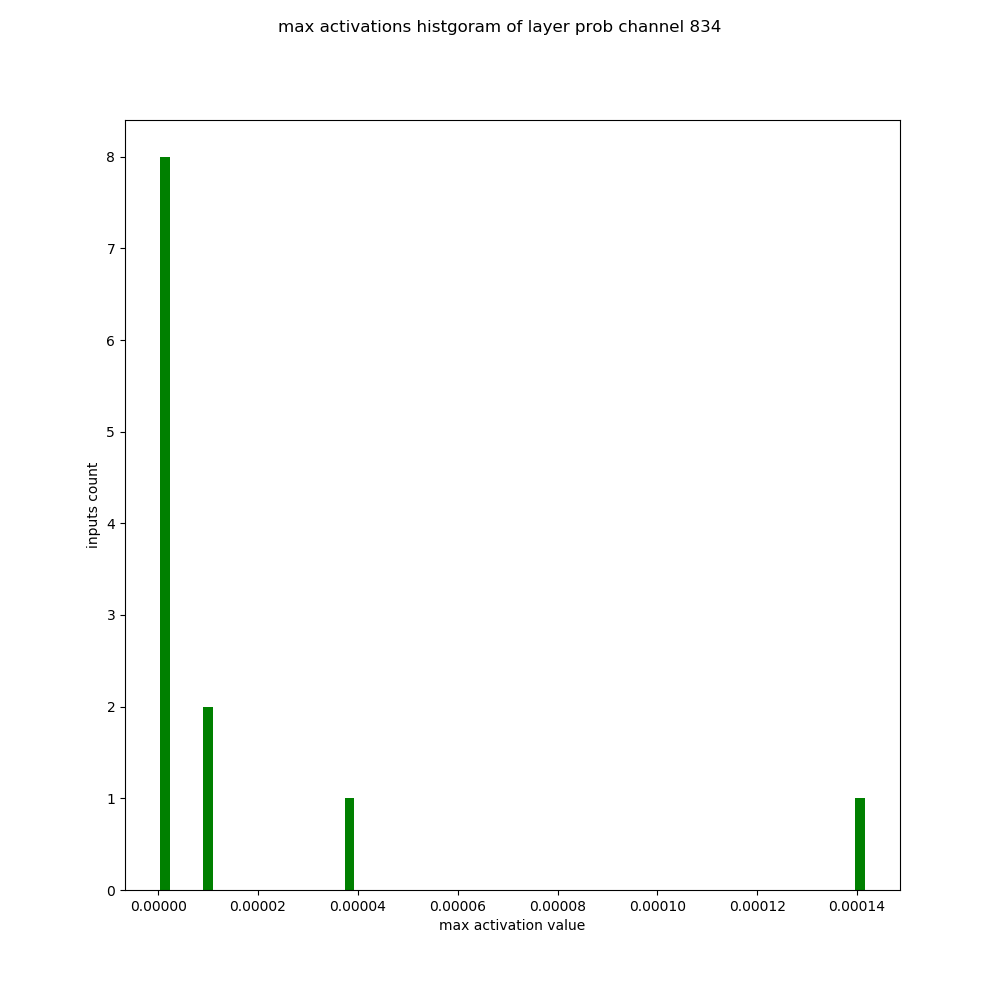 max activations histgoram of layer prob channel 834
8
7
6
5
4
3
2
1
0
inputs count
0.00000 0.00002 0.00004 0.00006 0.00008 0.00010 0.00012 0.00014
max activation value